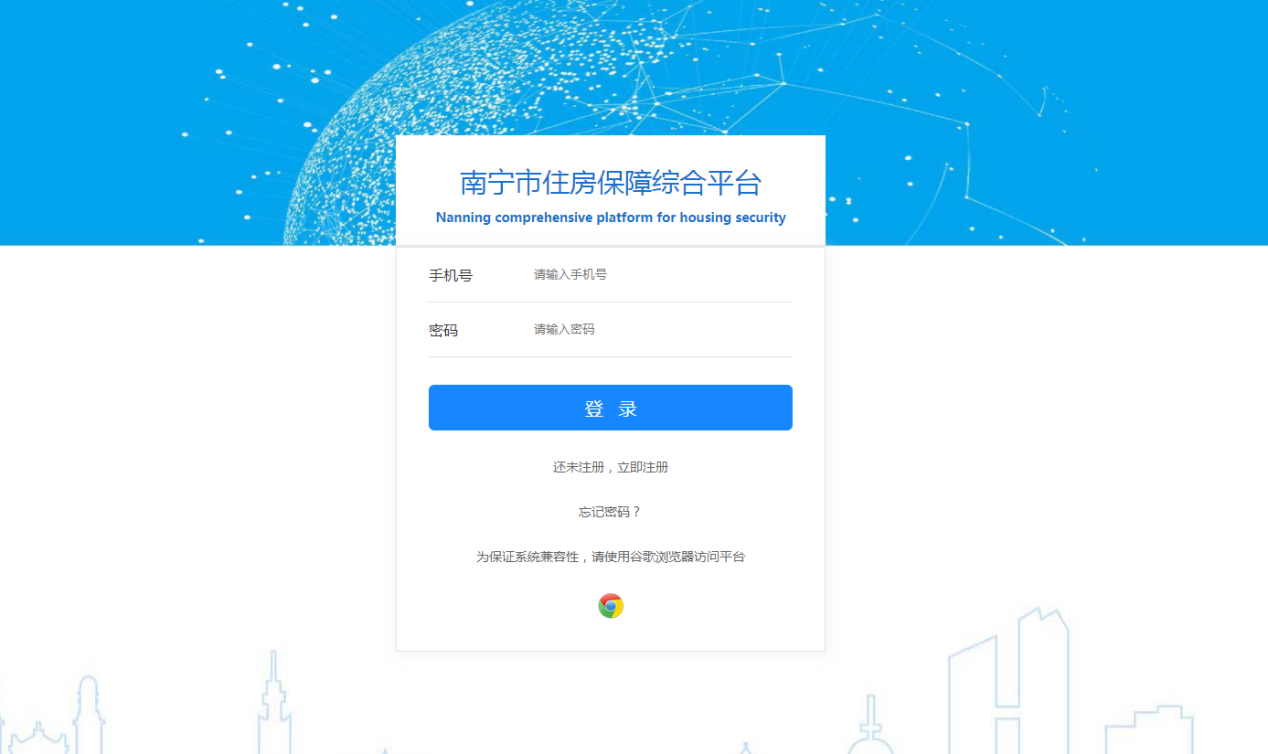 南宁市住房保障综合平台
Nanning comprehensive platform for housing security
手机号 请输入手机号
密码 请输入密码
登 录
还未注册，立即注册
忘记密码？
为保证系统兼容性，请使用谷歌浏览器访问平台